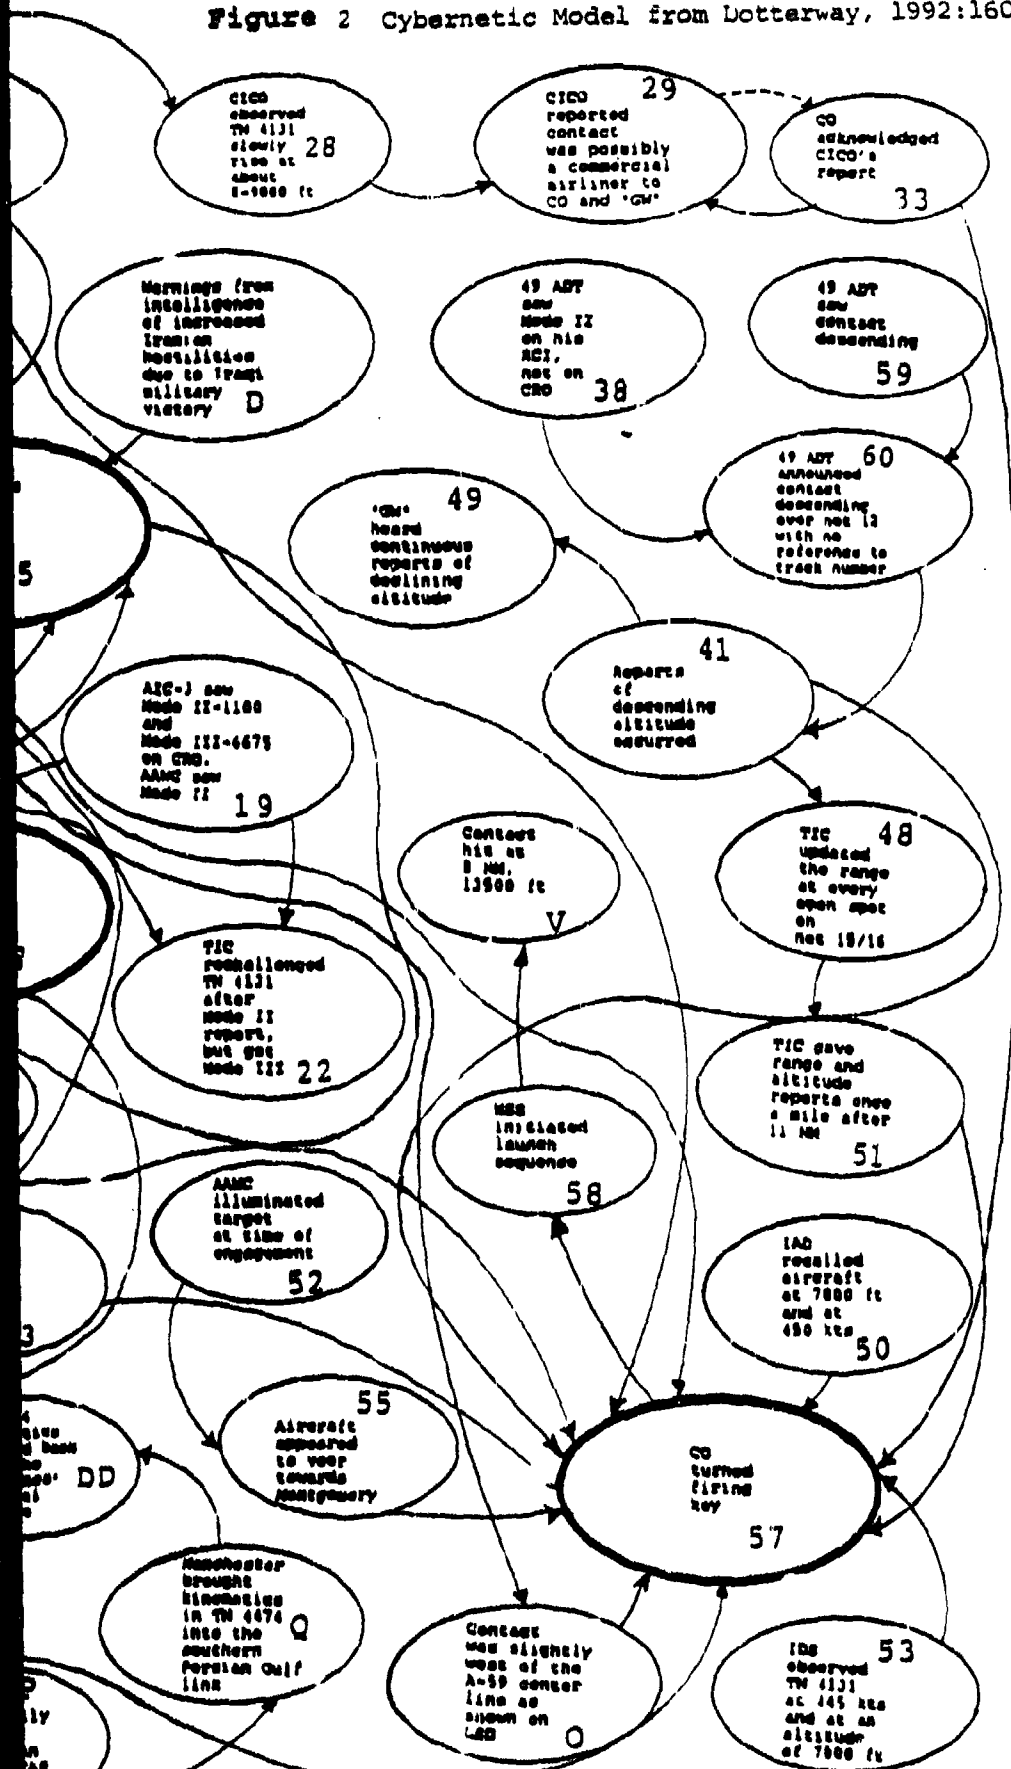 Figure 2 Cybernetic Model from Dotterway, 1992:160
CICO
observed
TN 4131
slowly
rise at
about
8-9000 ft
28
CICO
reported
contact
was possibly
a commercial
airliner to
CO and "GW"
29
CO
acknowledged
CICO's
report
33
Warnings from
intelligence
of increased
Iranian
hostilities
due to Iraqi
military
victory
D
49 ADT
saw
Mode II
on his
RCI,
not on
CRO
38
49 ADT
saw
contact
descending
59
49 ADT
announced
contact
descending
over net 12
with no
reference to
track number
60
"GW"
heard
continuous
reports of
declining
altitude
49
5
Reports
of
descending
altitude
occurred
41
AIC-3 saw
Mode II-1100
and
Mode III-6675
on CRO.
AAWC saw
Mode II
19
Contact
hit at
8 NM,
13500 ft
V
TIC
updated
the range
at every
open spot
on
Net 15/16
48
TIC
rechallenged
TN 4131
after
Mode II
report,
but got
Mode III
22
TIC gave
range and
altitude
reports once
a mile after
11 NM
51
initiated
launch
sequence
58
AAWC
illuminated
target
at time of
engagement
52
IAD
recalled
aircraft
at 7800 ft
and at
450 kts
50
3
Aircraft
appeared
to veer
towards
Montgomery
55
DD
CO
turned
firing
key
57
Manchester
brought
kinematics
in TN 4474
into the
southern
Persian Gulf
link
Q
Contact
was slightly
west of the
A-59 center
line as
shown on
LSD
O
IDS
observed
TN 4131
at 445 kts
and at an
altitude
of 7800 ft
53